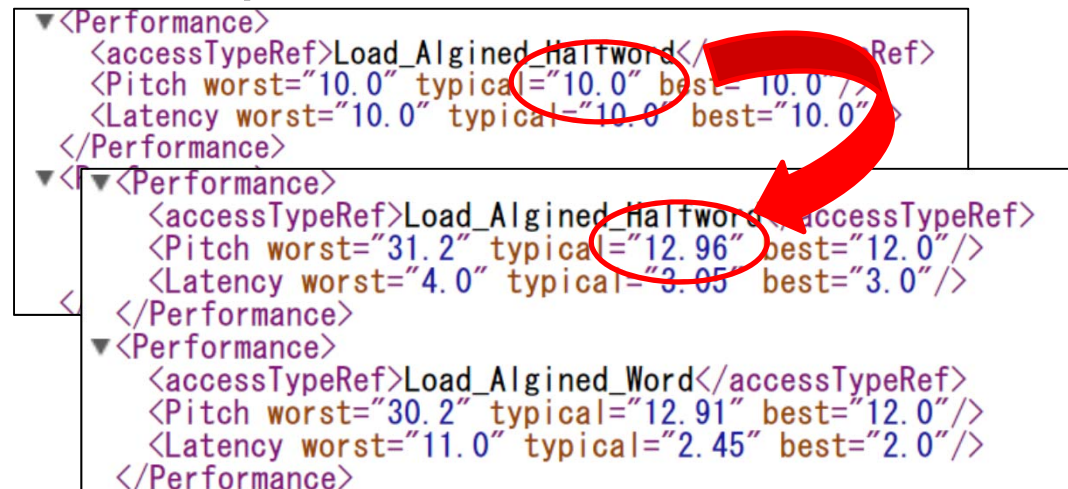 ▼<Performance>
<accessTypeRef>Load_Algined_Halfword</ Ref>
<Pitch worst="10.0" typical="10.0" best="10.0"/>
<Latency worst="10.0" typical="10.0" best="10.0" >
</Performance>
▼<P
▼<Performance>
<accessTypeRef>Load_Algined_Halfword</accessTypeRef>
<Pitch worst="31.2" typical="12.96" best="12.0"/>
<Latency worst="4.0" typical="3.05" best="3.0"/>
</Performance>
▼<Performance>
<accessTypeRef>Load_Algined_Word</accessTypeRef>
<Pitch worst="30.2" typical="12.91" best="12.0"/>
<Latency worst="11.0" typical="2.45" best="2.0"/>
</Performance>